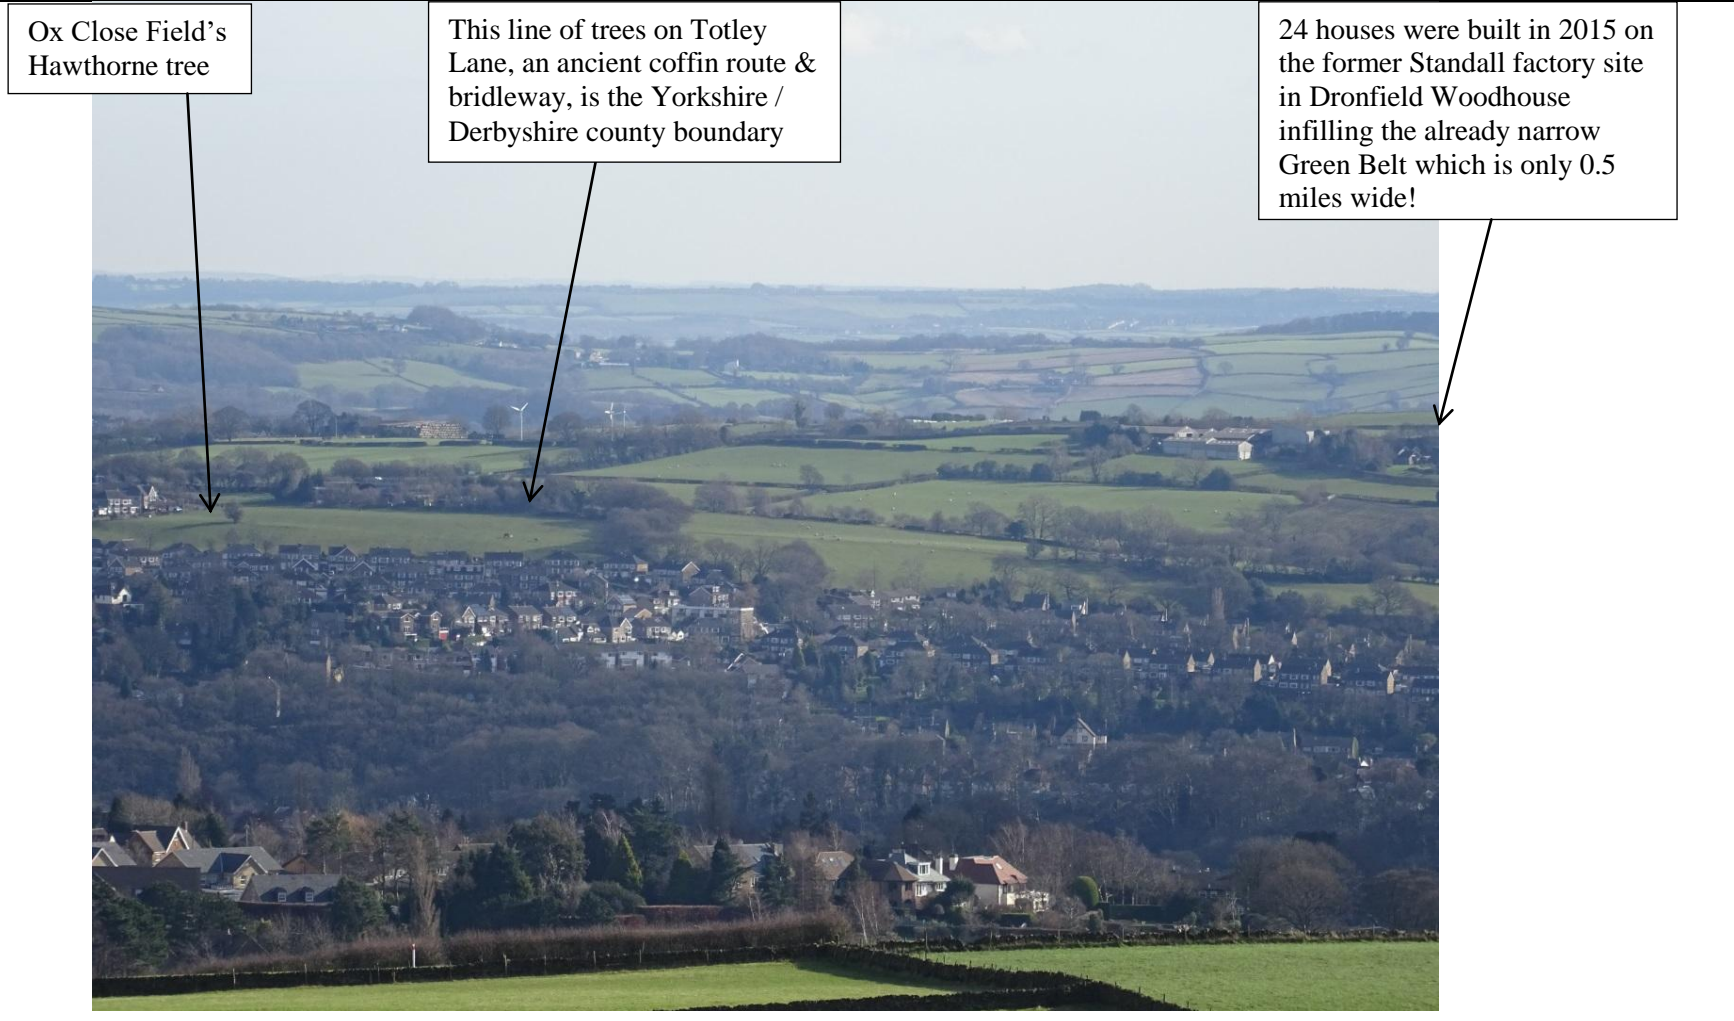 Ox Close Field’s
Hawthorne tree
This line of trees on Totley
Lane, an ancient coffin route &
bridleway, is the Yorkshire /
Derbyshire county boundary
24 houses were built in 2015 on
the former Standall factory site
in Dronfield Woodhouse
infilling the already narrow
Green Belt which is only 0.5
miles wide!